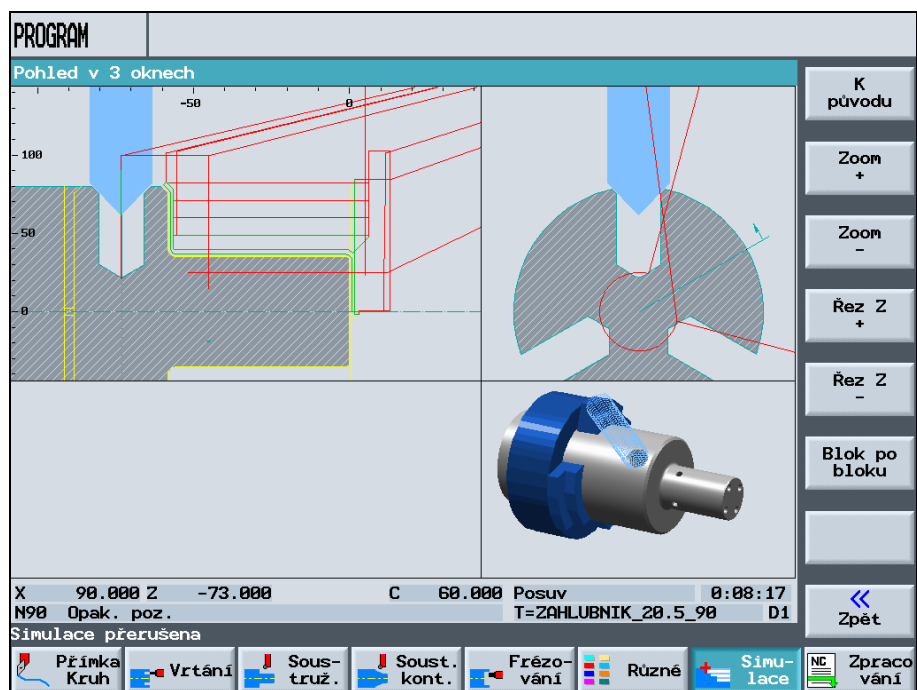 PROGRAM
Pohled v 3 oknech
-50 0
100
50
0
K
původu
Zoom
+
Zoom
-
Řez Z
+
Řez Z
-
Blok po
bloku
X 90.000 Z -73.000 C 60.000 Posuv 0:08:17
N90 Opak. poz. T=ZAHLUBNIK_20.5_90 D1
Simulace přerušena
<<
Zpět
Přímka
Kruh
Vrtání
Sous-
truž.
Soust.
kont.
Frézo-
vání
Různé
Simu-
lace
NC
Zpraco
vání